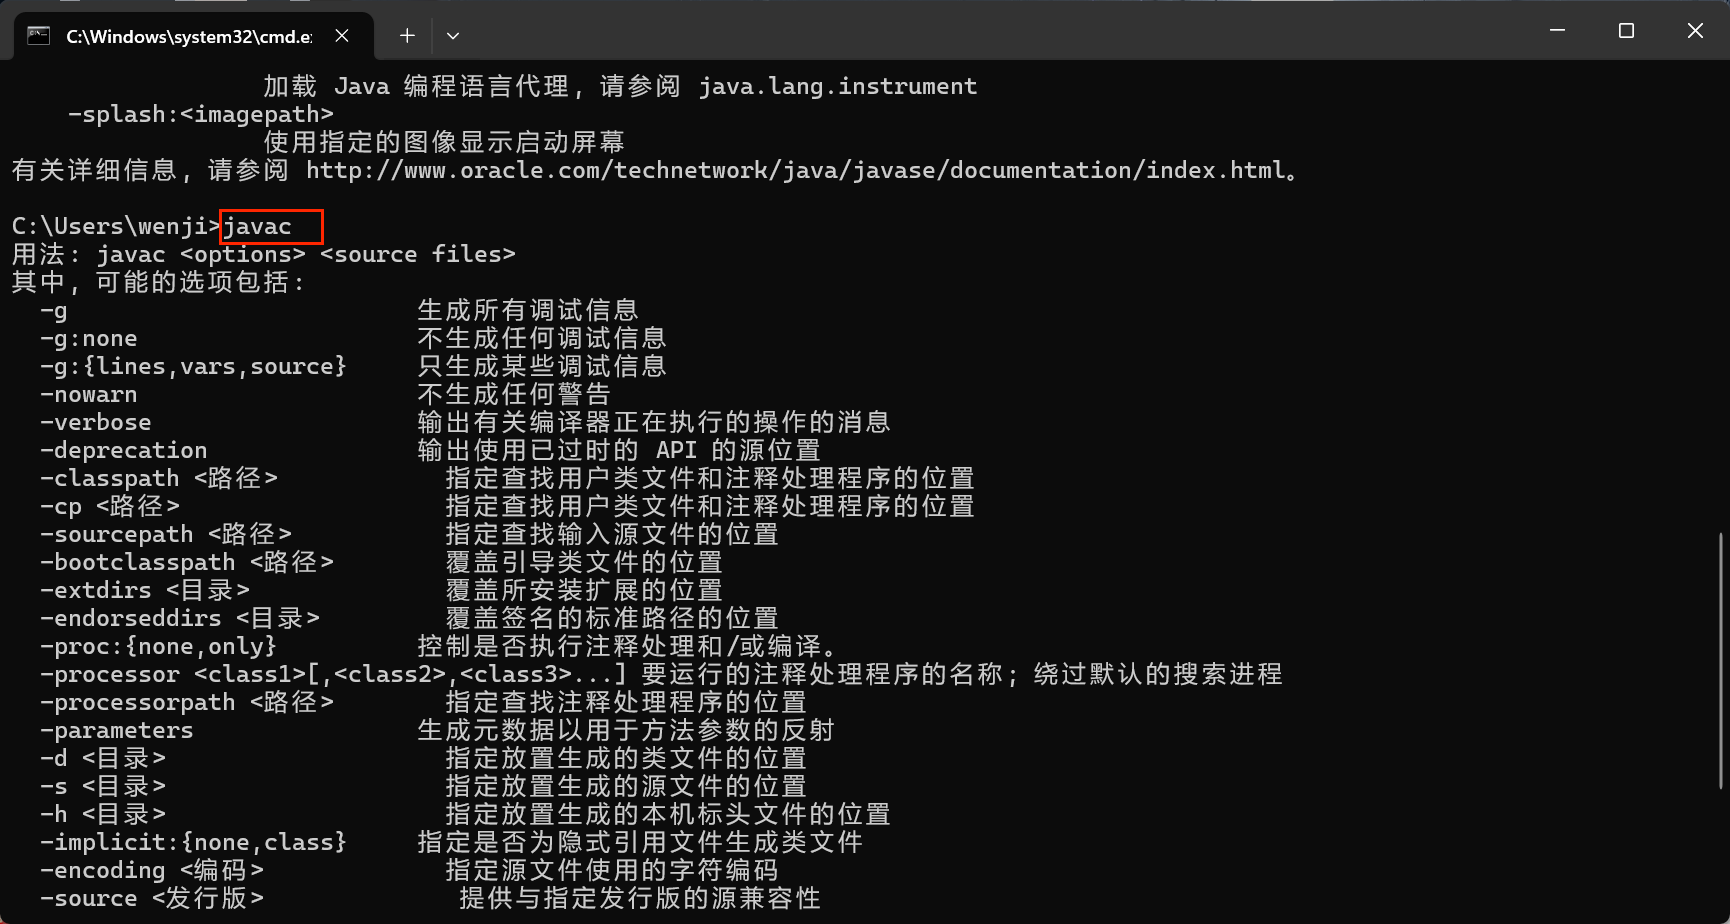 C:\Windows\system32\cmd.e
加载 Java 编程语言代理, 请参阅 java.lang.instrument
-splash:<imagepath>
使用指定的图像显示启动屏幕
有关详细信息, 请参阅 http://www.oracle.com/technetwork/java/javase/documentation/index.html。
C:\Users\wenji>javac
用法: javac <options> <source files>
其中, 可能的选项包括:
-g 生成所有调试信息
-g:none 不生成任何调试信息
-g:{lines,vars,source} 只生成某些调试信息
-nowarn 不生成任何警告
-verbose 输出有关编译器正在执行的操作的消息
-deprecation 输出使用已过时的 API 的源位置
-classpath <路径> 指定查找用户类文件和注释处理程序的位置
-cp <路径> 指定查找用户类文件和注释处理程序的位置
-sourcepath <路径> 指定查找输入源文件的位置
-bootclasspath <路径> 覆盖引导类文件的位置
-extdirs <目录> 覆盖所安装扩展的位置
-endorseddirs <目录> 覆盖签名的标准路径的位置
-proc:{none,only} 控制是否执行注释处理和/或编译。
-processor <class1>[,<class2>,<class3>...] 要运行的注释处理程序的名称; 绕过默认的搜索进程
-processorpath <路径> 指定查找注释处理程序的位置
-parameters 生成元数据以用于方法参数的反射
-d <目录> 指定放置生成的类文件的位置
-s <目录> 指定放置生成的源文件的位置
-h <目录> 指定放置生成的本机标头文件的位置
-implicit:{none,class} 指定是否为隐式引用文件生成类文件
-encoding <编码> 指定源文件使用的字符编码
-source <发行版> 提供与指定发行版的源兼容性